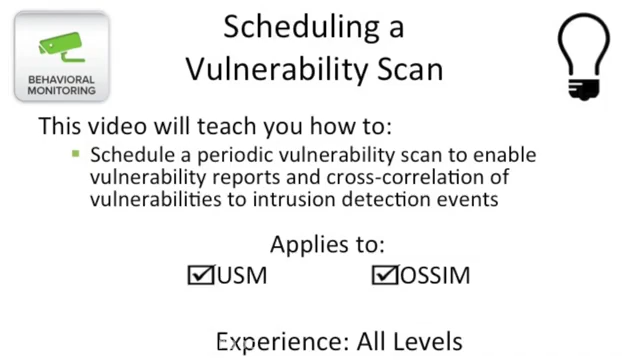 Scheduling a
Vulnerability Scan
BEHAVIORAL
MONITORING
This video will teach you how to:
Schedule a periodic vulnerability scan to enable
vulnerability reports and cross-correlation of
vulnerabilities to intrusion detection events
Applies to:
USM
OSSIM
Experience: All Levels